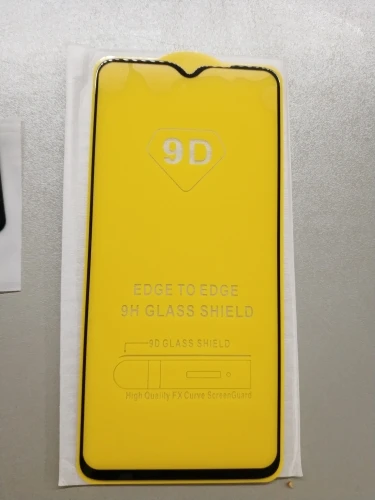 9D
EDGE TO EDGE
9H GLASS SHIELD
9D GLASS SHIELD
High Quality FX Curve ScreenGuard